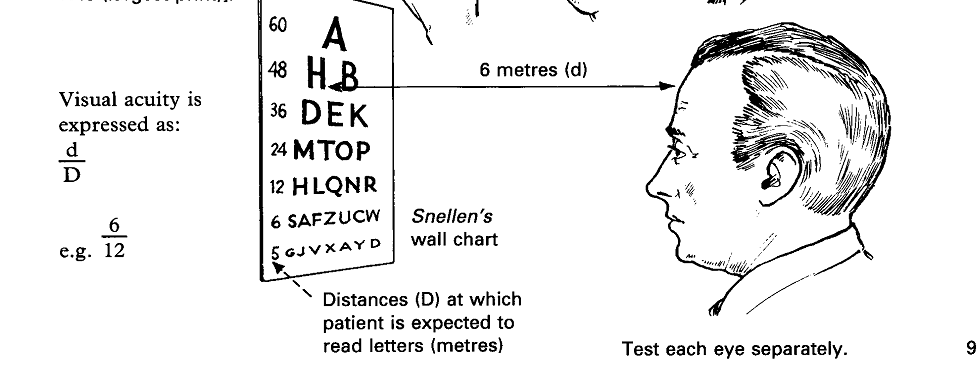 60 A
48 H B
36 DEK
24 MTOP
12 HLQNR
6 SAFZUCW
5 GJVXAYD
6 metres (d)
Visual acuity is
expressed as:
d
D
e.g. 6
12
Snellen's
wall chart
Distances (D) at which
patient is expected to
read letters (metres)
Test each eye separately.
9